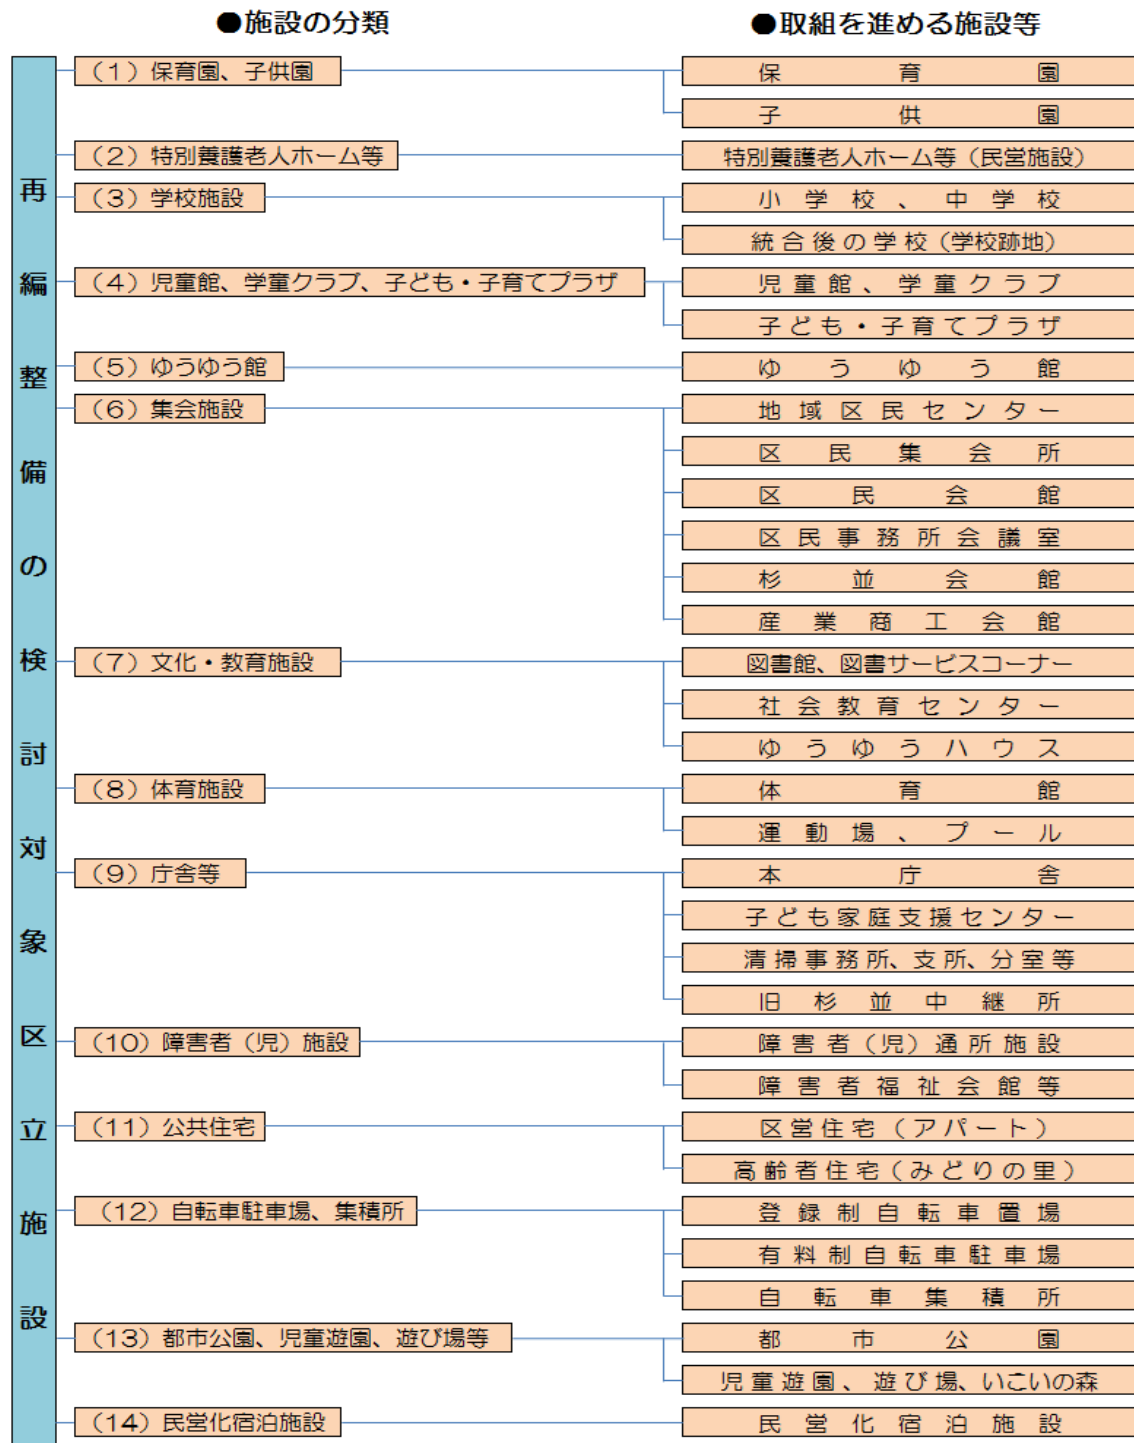 ●施設の分類
●取組を進める施設等
再編整備の検討対象区立施設
(1)保育園、子供園
保育園
子供園
(2)特別養護老人ホーム等
特別養護老人ホーム等(民営施設)
(3)学校施設
小学校、中学校
統合後の学校(学校跡地)
(4)児童館、学童クラブ、子ども・子育てプラザ
児童館、学童クラブ
子ども・子育てプラザ
(5)ゆうゆう館
ゆうゆう館
(6)集会施設
地域区民センター
区民集会所
区民会館
区民事務所会議室
杉並会館
産業商工会館
(7)文化・教育施設
図書館、図書サービスコーナー
社会教育センター
ゆうゆうハウス
(8)体育施設
体育館
運動場、プール
(9)庁舎等
本庁舎
子ども家庭支援センター
清掃事務所、支所、分室等
旧杉並中継所
(10)障害者(児)施設
障害者(児)通所施設
障害者福祉会館等
(11)公共住宅
区営住宅(アパート)
高齢者住宅(みどりの里)
(12)自転車駐車場、集積所
登録制自転車置場
有料制自転車駐車場
自転車集積所
(13)都市公園、児童遊園、遊び場等
都市公園
児童遊園、遊び場、いこいの森
(14)民営化宿泊施設
民営化宿泊施設